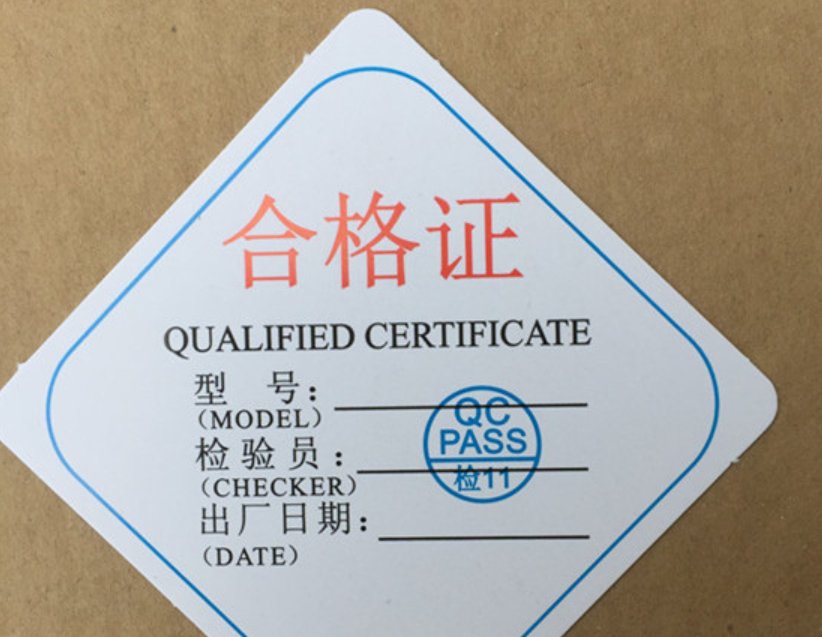 合格证
QUALIFIED CERTIFICATE
型 号：
（MODEL）
检验员：
（CHECKER）
出厂日期：
（DATE）
QC
PASS
检11